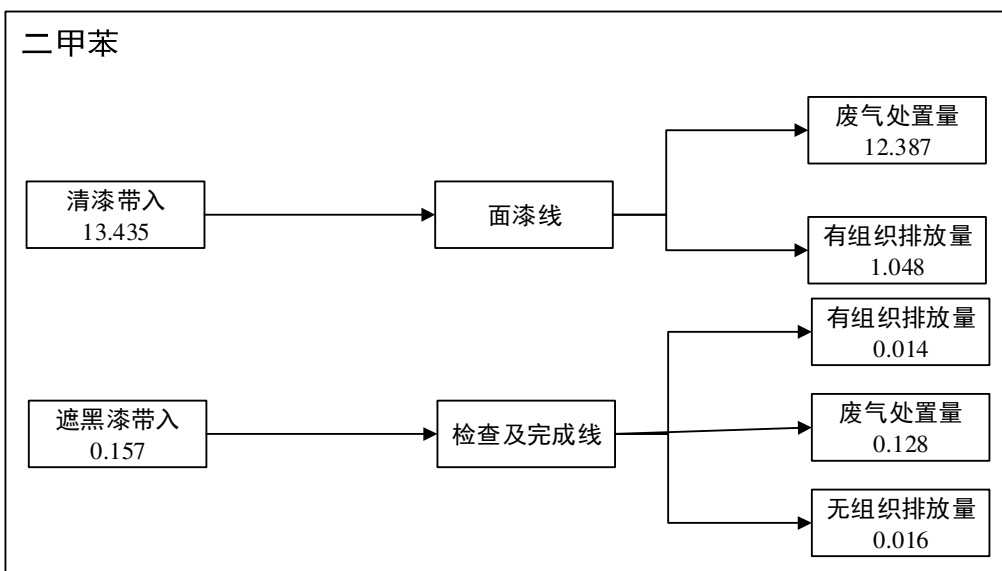 二甲苯
清漆带入
13.435
面漆线
废气处置量
12.387
有组织排放量
1.048
遮黑漆带入
0.157
检查及完成线
有组织排放量
0.014
废气处置量
0.128
无组织排放量
0.016